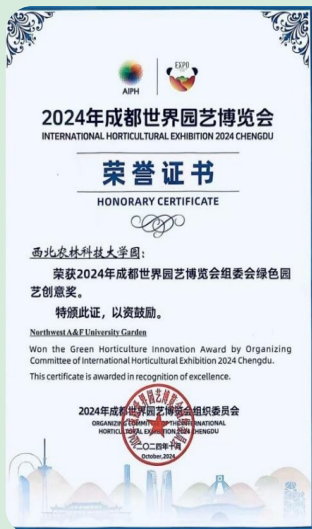 AIPH
EXPO
2024年成都世界园艺博览会
INTERNATIONAL HORTICULTURAL EXHIBITION 2024 CHENGDU
荣誉证书
HONORARY CERTIFICATE
西北农林科技大学园：
荣获2024年成都世界园艺博览会组委会绿色园
艺创意奖。
特颁此证，以资鼓励。
Northwest A&F University Garden
Won the Green Horticulture Innovation Award by Organizing
Committee of International Horticultural Exhibition 2024 Chengdu.
This certificate is awarded in recognition of excellence.
2024年成都世界园艺博览会组织委员会
ORGANIZING COMMITTEE OF THE INTERNATIONAL
HORTICULTURAL EXHIBITION 2024 CHENGDU
二〇二四年十月
October,2024